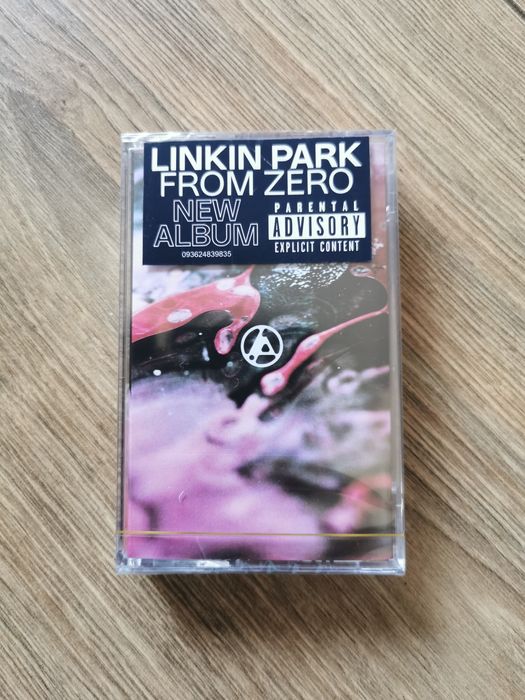 LINKIN PARK
FROM ZERO
NEW
ALBUM
093624839835
PARENTAL
ADVISORY
EXPLICIT CONTENT